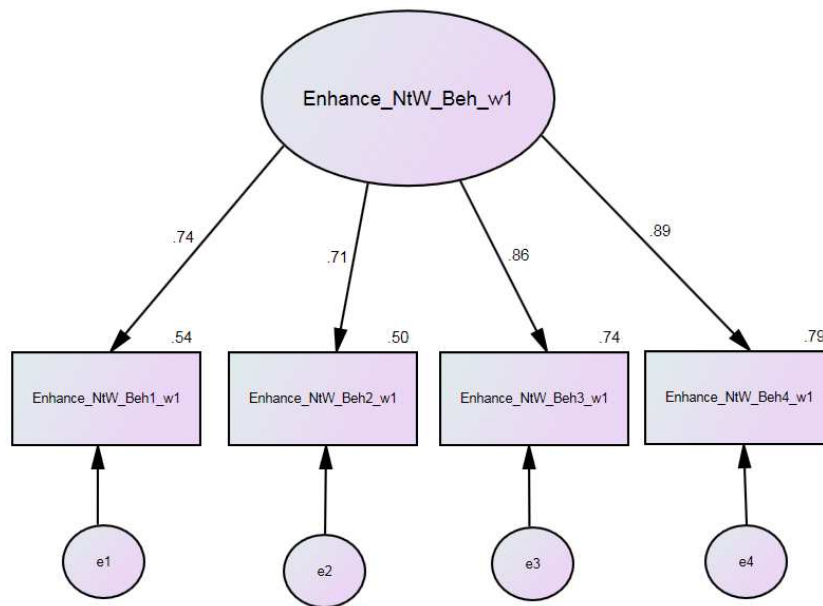 Enhance_NtW_Beh_w1
.74
.71
.86
.89
.54
.50
.74
.79
Enhance_NtW_Beh1_w1
Enhance_NtW_Beh2_w1
Enhance_NtW_Beh3_w1
Enhance_NtW_Beh4_w1
e1
e2
e3
e4